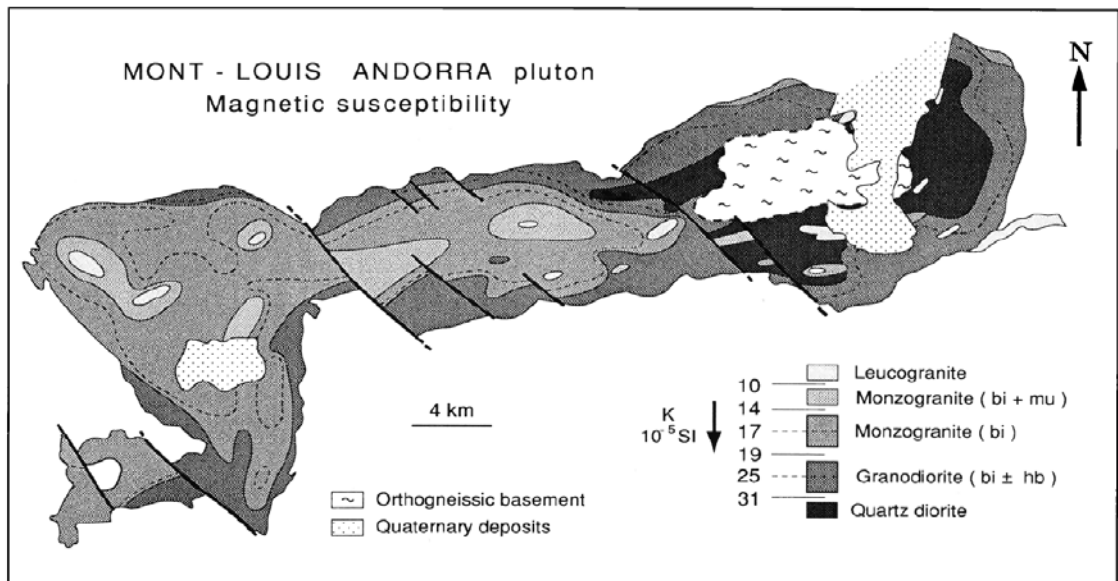 MONT - LOUIS ANDORRA pluton
Magnetic susceptibility
N
4 km
Orthogneissic basement
Quaternary deposits
K
10⁻⁵SI
10
14
17
19
25
31
Leucogranite
Monzogranite ( bi + mu )
Monzogranite ( bi )
Granodiorite ( bi ± hb )
Quartz diorite